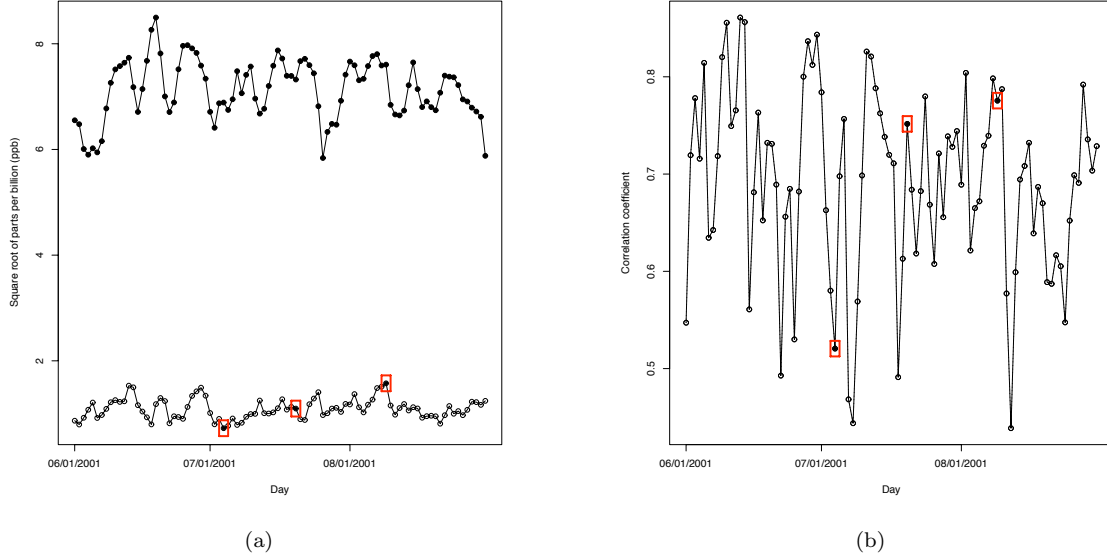 Square root of parts per billion (ppb)
8
6
4
2
06/01/2001 07/01/2001 08/01/2001
Day
(a)
Correlation coefficient
0.8
0.7
0.6
0.5
06/01/2001 07/01/2001 08/01/2001
Day
(b)